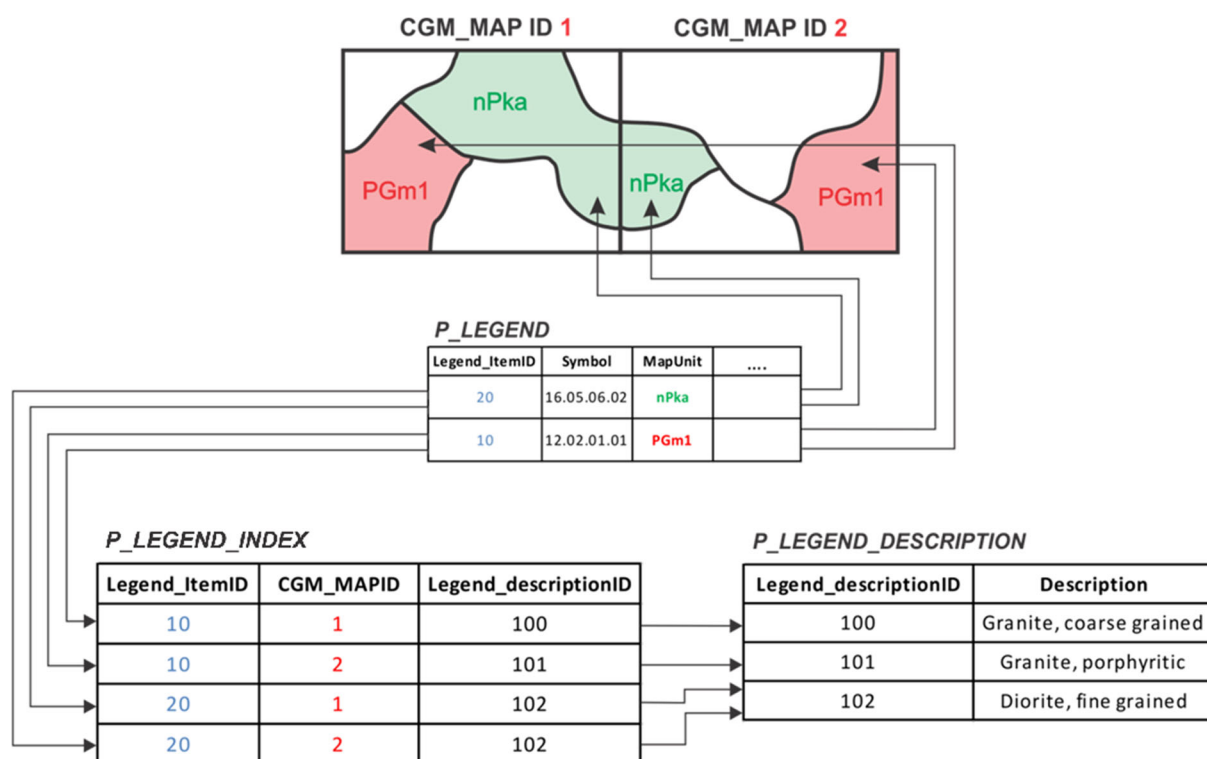 CGM_MAP ID 1 CGM_MAP ID 2
nPka
nPka
PGm1
PGm1
P_LEGEND
Legend_ItemID Symbol MapUnit ....
20 16.05.06.02 nPka
10 12.02.01.01 PGm1
P_LEGEND_INDEX
Legend_ItemID CGM_MAPID Legend_descriptionID
10 1 100
10 2 101
20 1 102
20 2 102
P_LEGEND_DESCRIPTION
Legend_descriptionID Description
100 Granite, coarse grained
101 Granite, porphyritic
102 Diorite, fine grained